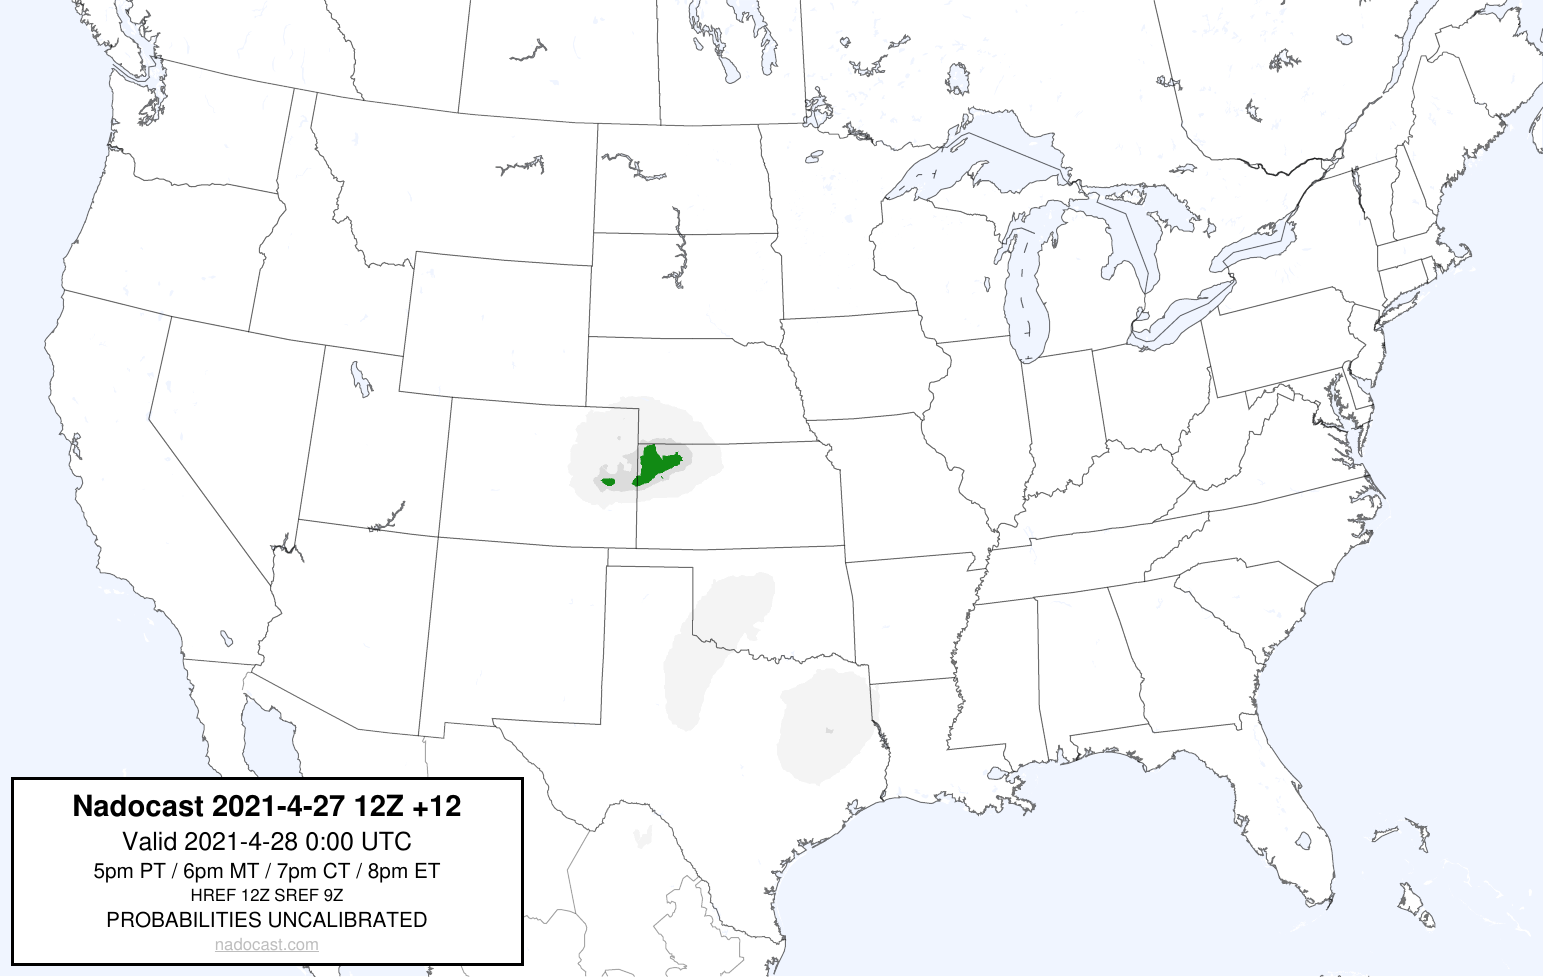 Nadocast 2021-4-27 12Z +12
Valid 2021-4-28 0:00 UTC
5pm PT / 6pm MT / 7pm CT / 8pm ET
HREF 12Z SREF 9Z
PROBABILITIES UNCALIBRATED
nadocast.com